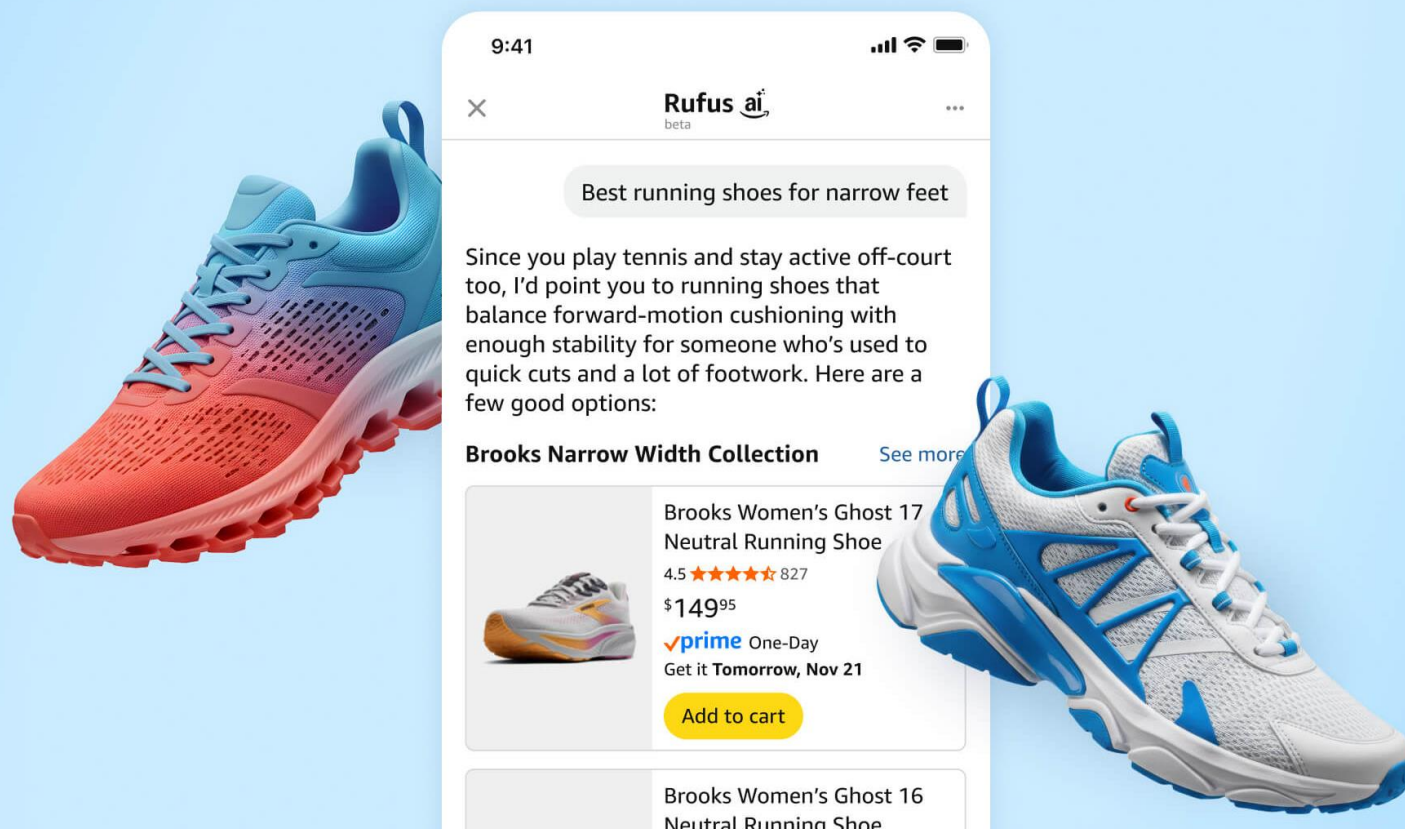 9:41
Rufus ai
beta
Best running shoes for narrow feet
Since you play tennis and stay active off-court
too, I’d point you to running shoes that
balance forward-motion cushioning with
enough stability for someone who’s used to
quick cuts and a lot of footwork. Here are a
few good options:
Brooks Narrow Width Collection
See more
Brooks Women’s Ghost 17
Neutral Running Shoe
4.5 827
$14995
prime One-Day
Get it Tomorrow, Nov 21
Add to cart
Brooks Women’s Ghost 16
Neutral Running Shoe